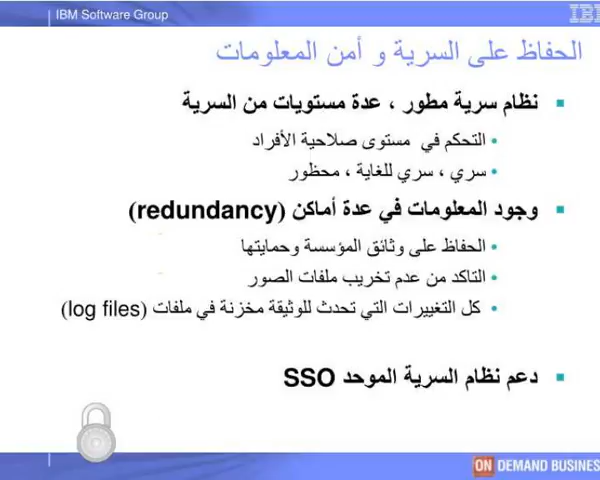 IBM Software Group
IBM
الحفاظ على السرية و أمن المعلومات
نظام سرية مطور ، عدة مستويات من السرية
التحكم في مستوى صلاحية الأفراد
سري ، سري للغاية ، محظور
وجود المعلومات في عدة أماكن (redundancy)
الحفاظ على وثائق المؤسسة وحمايتها
التاكد من عدم تخريب ملفات الصور
كل التغييرات التي تحدث للوثيقة مخزنة في ملفات (log files)
دعم نظام السرية الموحد SSO
ON DEMAND BUSINES